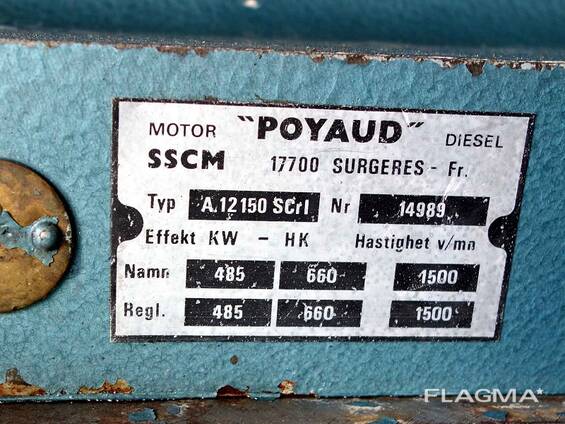 MOTOR "POYAUD" DIESEL
SSCM 17700 SURGERES - Fr.
Typ A.12150 SCrI Nr 14989
Effekt KW - HK Hastighet v/mn
Namn 485 660 1500
Regl. 485 660 1500
FLAGMA*